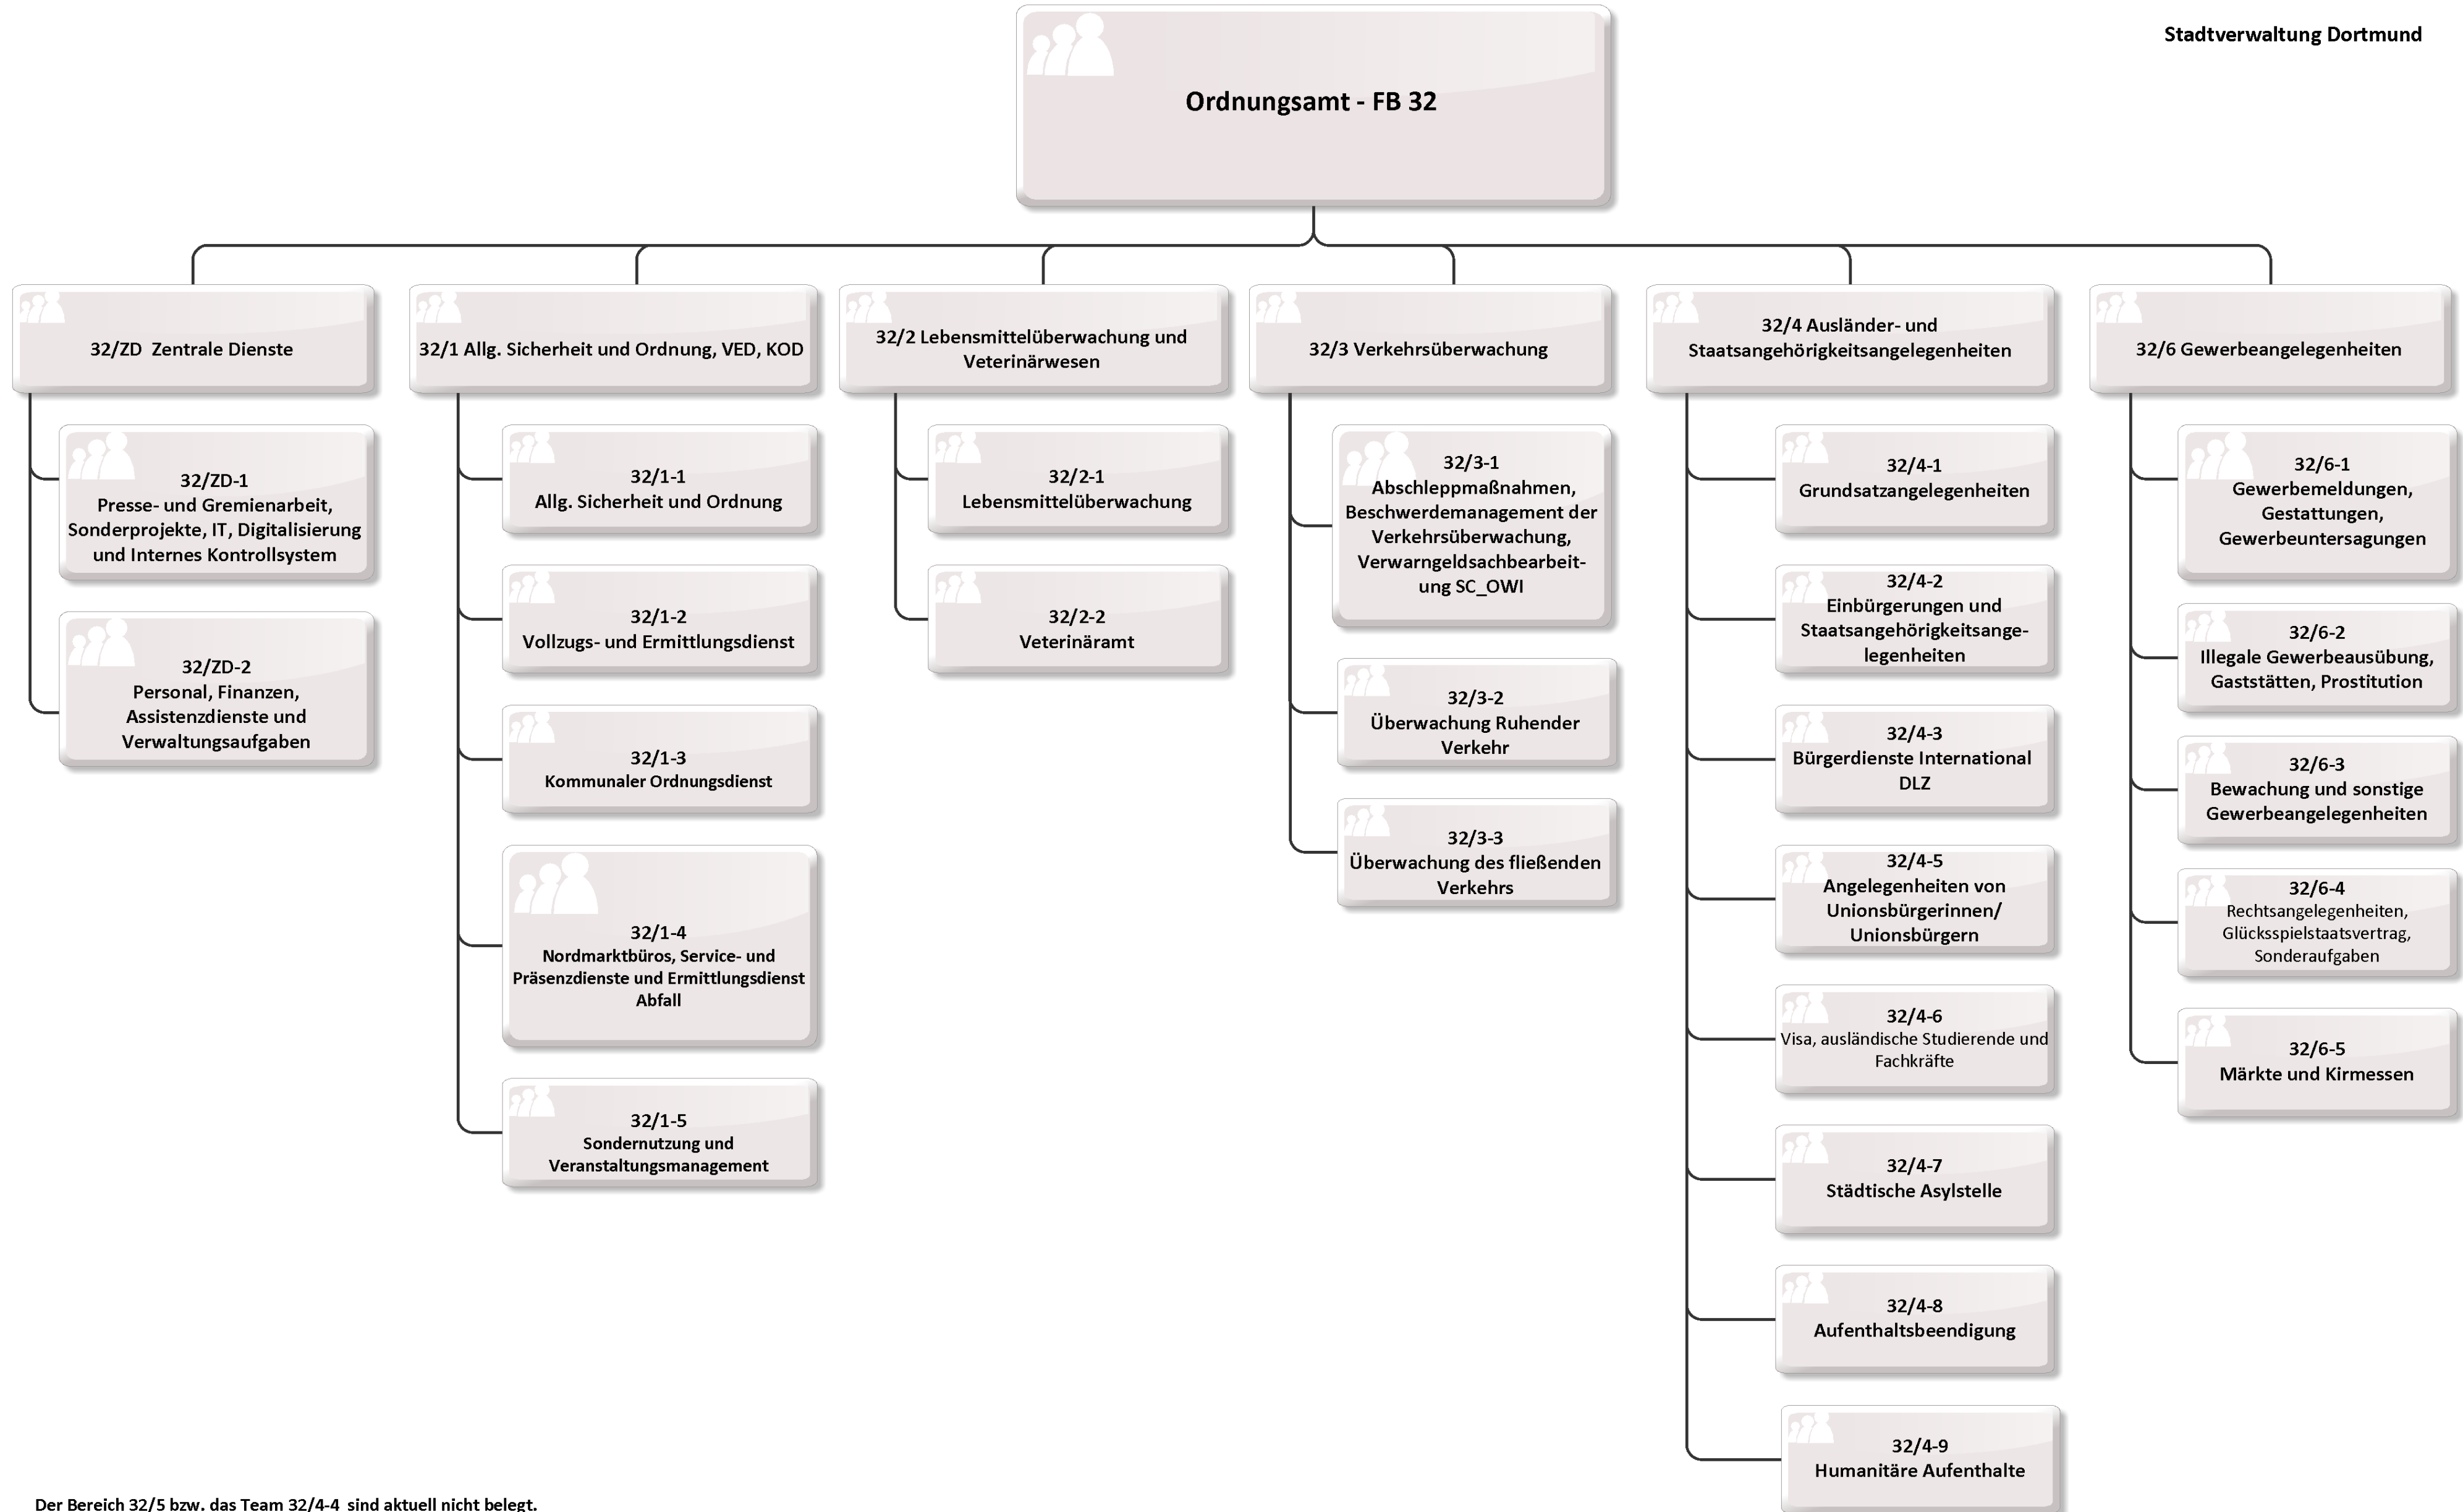 Stadtverwaltung Dortmund
Ordnungsamt - FB 32
32/ZD  Zentrale Dienste
32/ZD-1
Presse- und Gremienarbeit,
Sonderprojekte, IT, Digitalisierung
und Internes Kontrollsystem
32/ZD-2
Personal, Finanzen,
Assistenzdienste und
Verwaltungsaufgaben
32/1 Allg. Sicherheit und Ordnung, VED, KOD
32/1-1
Allg. Sicherheit und Ordnung
32/1-2
Vollzugs- und Ermittlungsdienst
32/1-3
Kommunaler Ordnungsdienst
32/1-4
Nordmarktbüros, Service- und
Präsenzdienste und Ermittlungsdienst
Abfall
32/1-5
Sondernutzung und
Veranstaltungsmanagement
32/2 Lebensmittelüberwachung und
Veterinärwesen
32/2-1
Lebensmittelüberwachung
32/2-2
Veterinäramt
32/3 Verkehrsüberwachung
32/3-1
Abschleppmaßnahmen,
Beschwerdemanagement der
Verkehrsüberwachung,
Verwarngeldsachbearbeit-
ung SC_OWI
32/3-2
Überwachung Ruhender
Verkehr
32/3-3
Überwachung des fließenden
Verkehrs
32/4 Ausländer- und
Staatsangehörigkeitsangelegenheiten
32/4-1
Grundsatzangelegenheiten
32/4-2
Einbürgerungen und
Staatsangehörigkeitsange-
legenheiten
32/4-3
Bürgerdienste International
DLZ
32/4-5
Angelegenheiten von
Unionsbürgerinnen/
Unionsbürgern
32/4-6
Visa, ausländische Studierende und
Fachkräfte
32/4-7
Städtische Asylstelle
32/4-8
Aufenthaltsbeendigung
32/4-9
Humanitäre Aufenthalte
32/6 Gewerbeangelegenheiten
32/6-1
Gewerbemeldungen,
Gestattungen,
Gewerbeuntersagungen
32/6-2
Illegale Gewerbeausübung,
Gaststätten, Prostitution
32/6-3
Bewachung und sonstige
Gewerbeangelegenheiten
32/6-4
Rechtsangelegenheiten,
Glücksspielstaatsvertrag,
Sonderaufgaben
32/6-5
Märkte und Kirmessen
Der Bereich 32/5 bzw. das Team 32/4-4  sind aktuell nicht belegt.